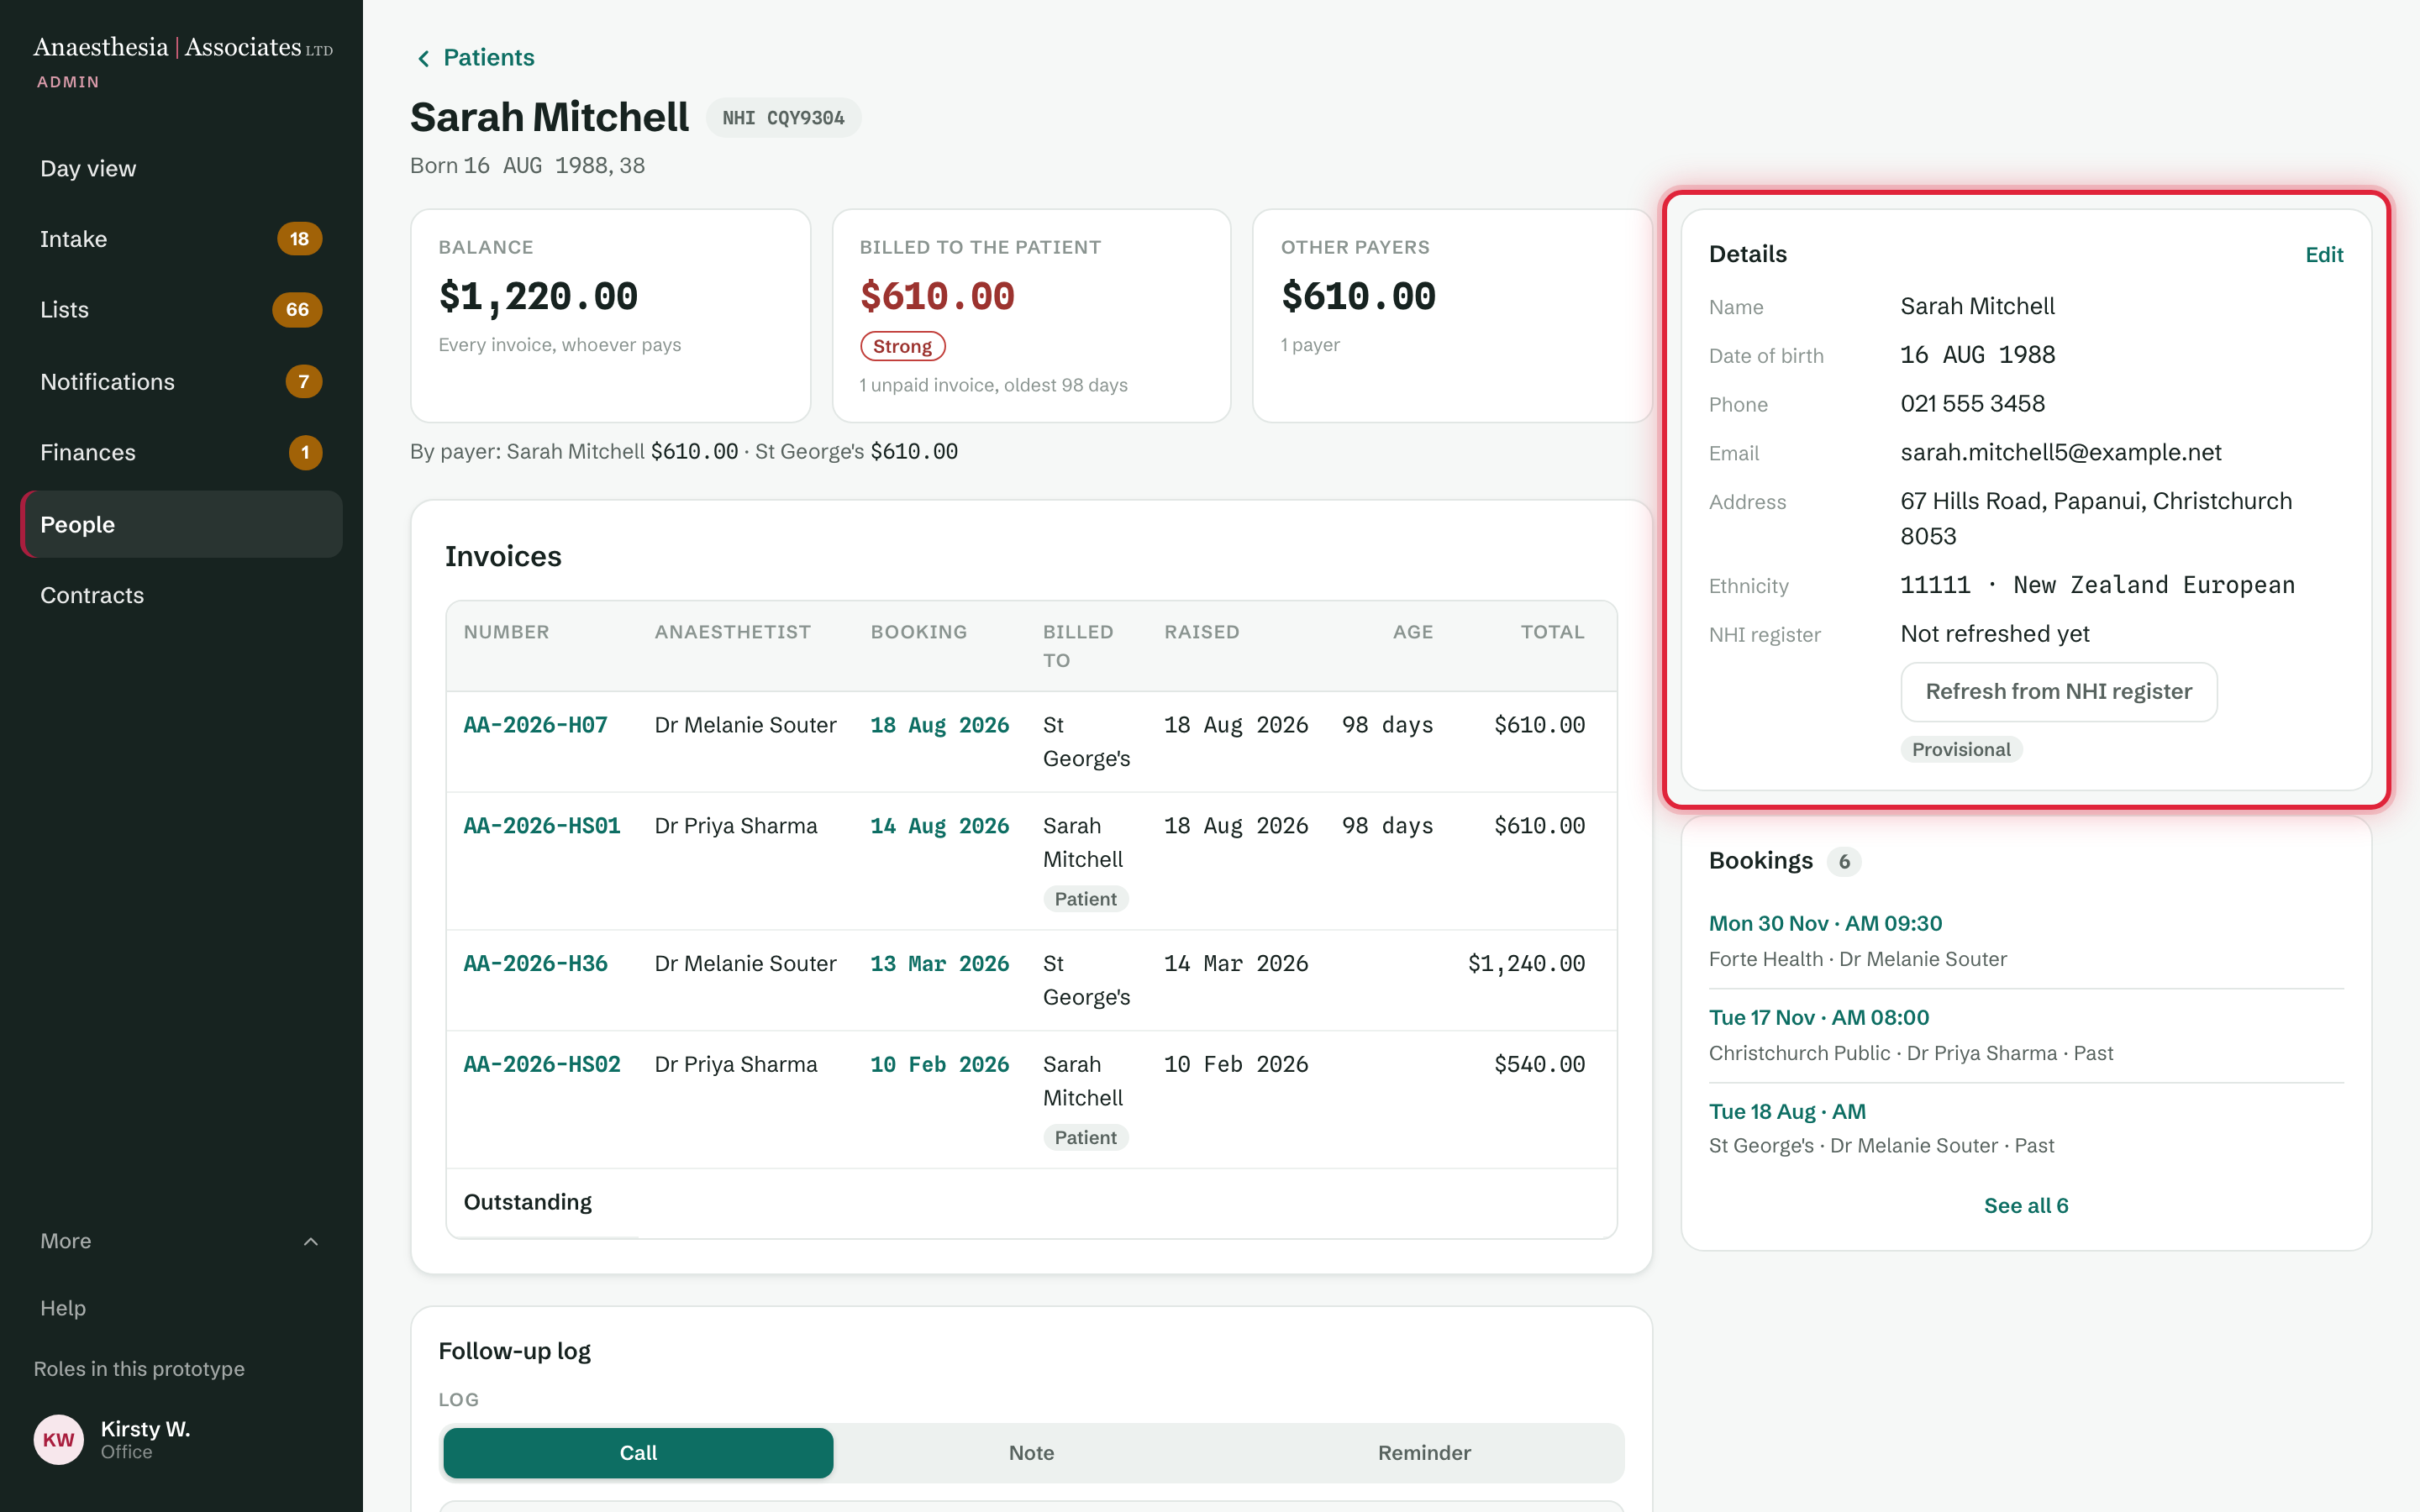 Anaesthesia | Associates LTD
ADMIN
Day view
Intake 18
Lists 66
Notifications 7
Finances 1
People
Contracts
More
Help
Roles in this prototype
KW
Kirsty W.
Office
Patients
Sarah Mitchell NHI CQY9304
Born 16 AUG 1988, 38
BALANCE
$1,220.00
Every invoice, whoever pays
BILLED TO THE PATIENT
$610.00
Strong
1 unpaid invoice, oldest 98 days
OTHER PAYERS
$610.00
1 payer
By payer: Sarah Mitchell $610.00 · St George's $610.00
Invoices
NUMBER ANAESTHETIST BOOKING BILLED TO RAISED AGE TOTAL
AA-2026-H07 Dr Melanie Souter 18 Aug 2026 St George's 18 Aug 2026 98 days $610.00
AA-2026-HS01 Dr Priya Sharma 14 Aug 2026 Sarah Mitchell 18 Aug 2026 98 days $610.00
Patient
AA-2026-H36 Dr Melanie Souter 13 Mar 2026 St George's 14 Mar 2026 $1,240.00
AA-2026-HS02 Dr Priya Sharma 10 Feb 2026 Sarah Mitchell 10 Feb 2026 $540.00
Patient
Outstanding
Follow-up log
LOG
Call Note Reminder
Details Edit
Name Sarah Mitchell
Date of birth 16 AUG 1988
Phone 021 555 3458
Email sarah.mitchell5@example.net
Address 67 Hills Road, Papanui, Christchurch
8053
Ethnicity 11111 · New Zealand European
NHI register Not refreshed yet
Refresh from NHI register
Provisional
Bookings 6
Mon 30 Nov · AM 09:30
Forte Health · Dr Melanie Souter
Tue 17 Nov · AM 08:00
Christchurch Public · Dr Priya Sharma · Past
Tue 18 Aug · AM
St George's · Dr Melanie Souter · Past
See all 6